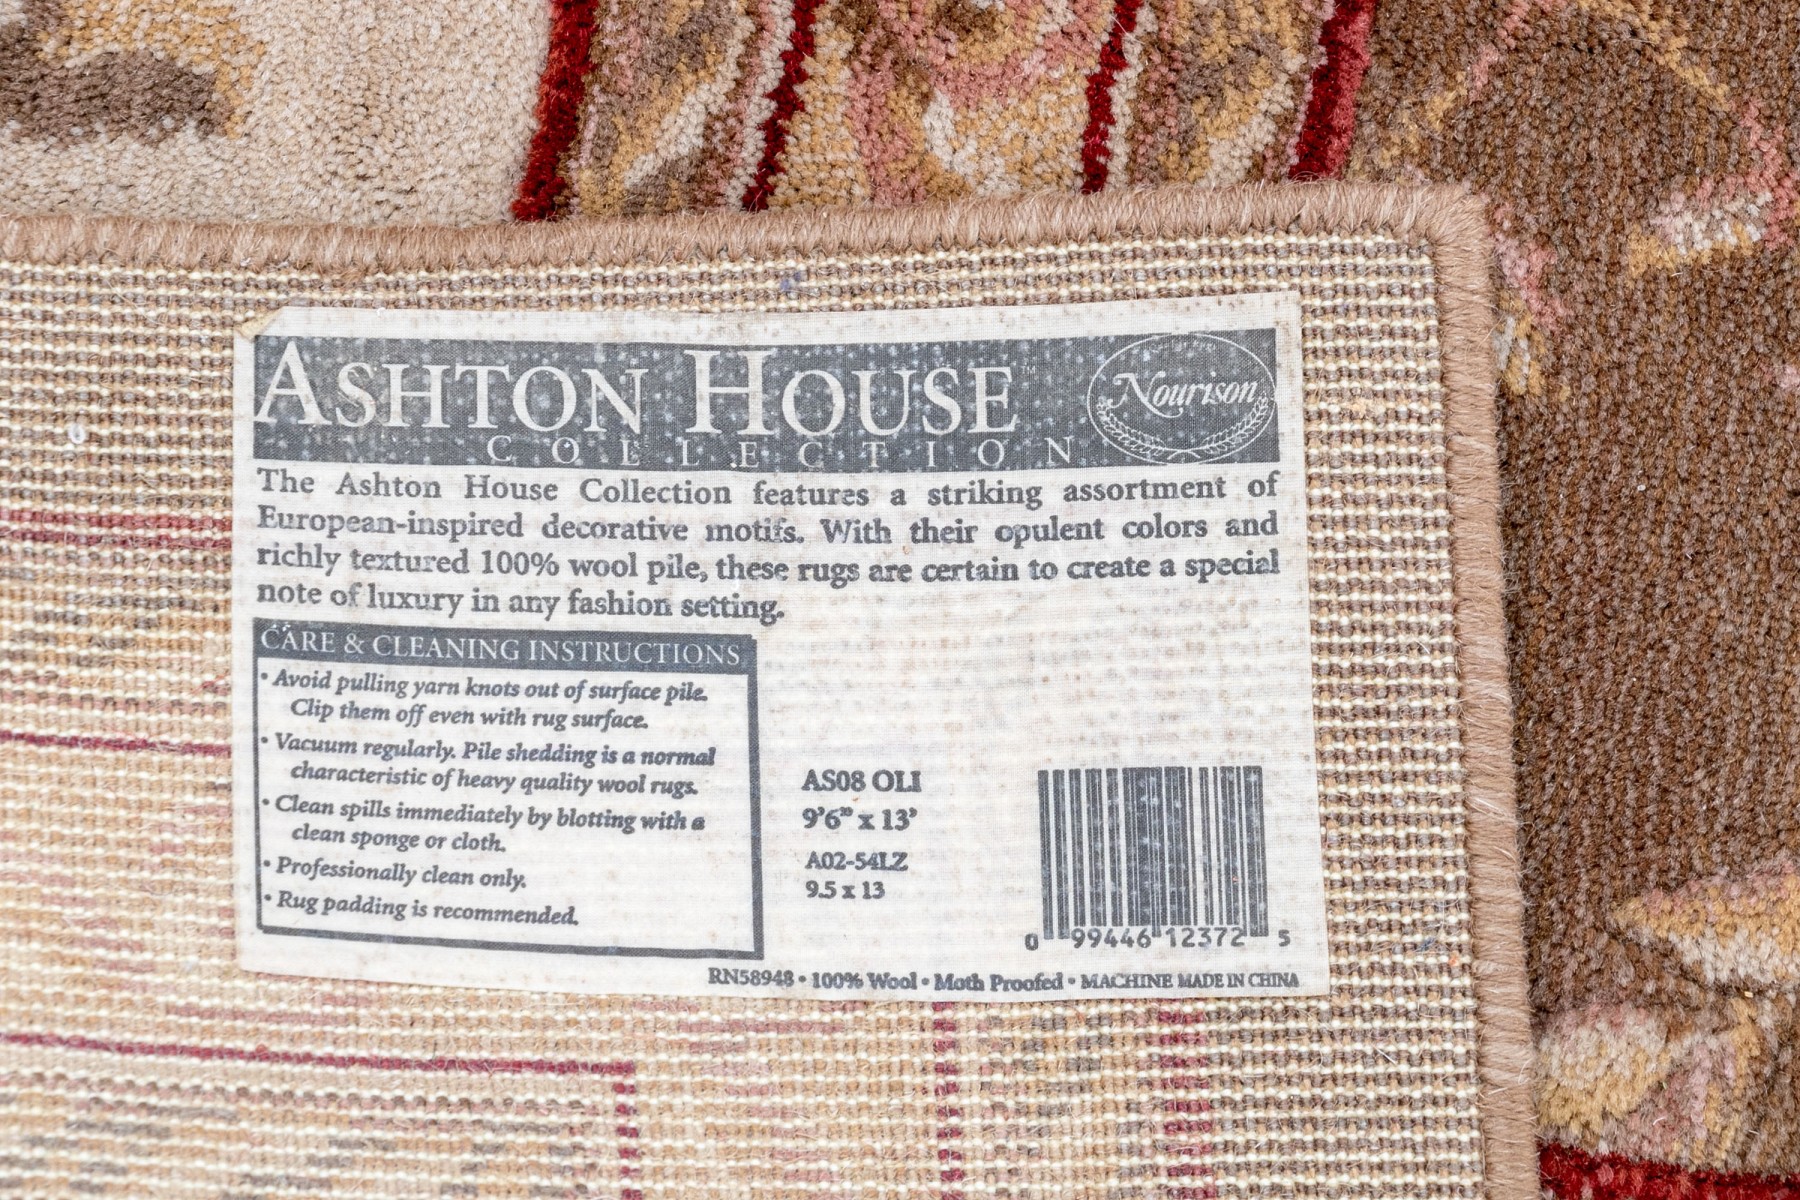 ASHTON HOUSE™
COLLECTION
Nourison
The Ashton House Collection features a striking assortment of
European-inspired decorative motifs. With their opulent colors and
richly textured 100% wool pile, these rugs are certain to create a special
note of luxury in any fashion setting.
CARE & CLEANING INSTRUCTIONS
• Avoid pulling yarn knots out of surface pile.
Clip them off even with rug surface.
• Vacuum regularly. Pile shedding is a normal
characteristic of heavy quality wool rugs.
• Clean spills immediately by blotting with a
clean sponge or cloth.
• Professionally clean only.
• Rug padding is recommended.
AS08 OLI
9'6" x 13'
A02-54LZ
9.5 x 13
0 99446 12372 5
RN58948 • 100% Wool • Moth Proofed • MACHINE MADE IN CHINA